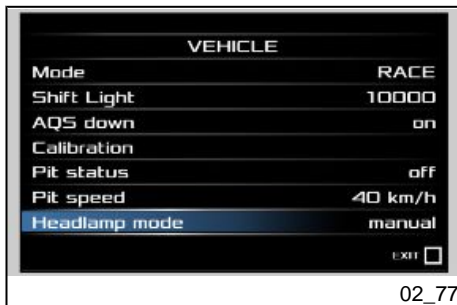 VEHICLE
Mode RACE
Shift Light 10000
AQS down on
Calibration
Pit status off
Pit speed 40 km/h
Headlamp mode manual
EXIT
02_77